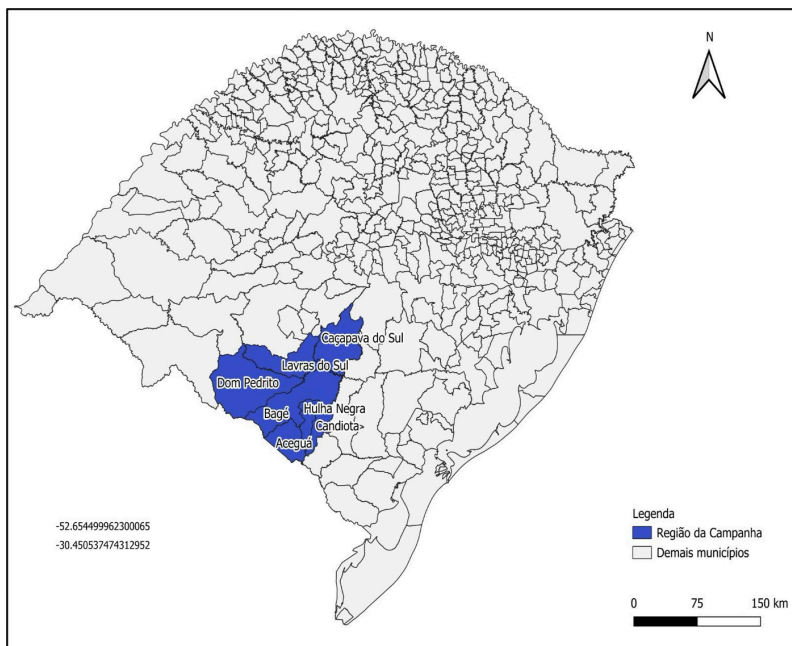 N
Caçapava do Sul
Lavras do Sul
Dom Pedrito
Hulha Negra
Bagé
Candiota
Aceguá
-52.654499962300065
-30.450537474312952
Legenda
Região da Campanha
Demais municípios
0 75 150 km